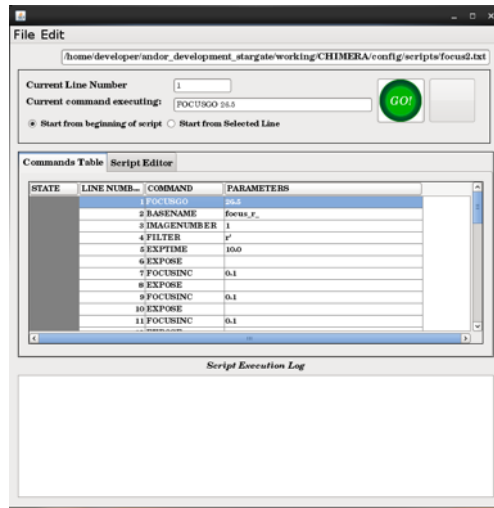 File Edit
/home/developer/andor_development_stargate/working/CHIMERA/config/scripts/focus2.txt
Current Line Number 1
Current command executing: FOCUSGO 26.5
GO!
Start from beginning of script Start from Selected Line
Commands Table Script Editor
STATE LINE NUMB... COMMAND PARAMETERS
1 FOCUSGO 26.5
2 BASENAME focus_r_
3 IMAGENUMBER 1
4 FILTER r'
5 EXPTIME 10.0
6 EXPOSE
7 FOCUSINC 0.1
8 EXPOSE
9 FOCUSINC 0.1
10 EXPOSE
11 FOCUSINC 0.1
Script Execution Log